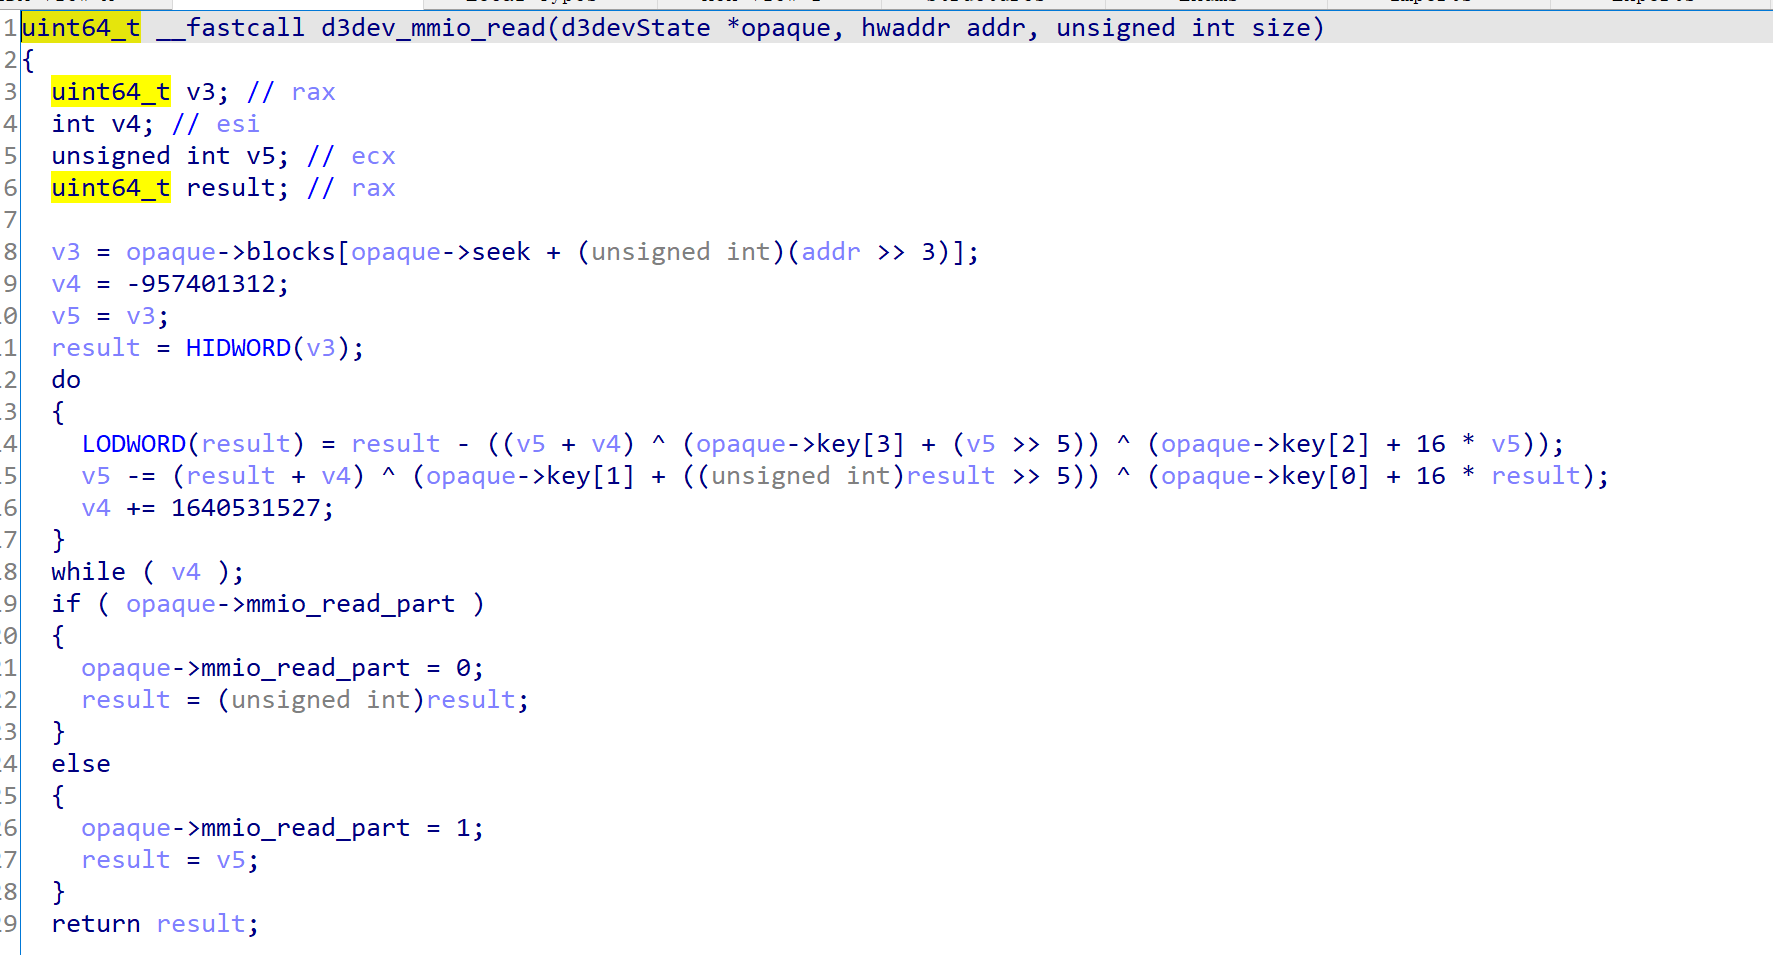 1 uint64_t __fastcall d3dev_mmio_read(d3devState *opaque, hwaddr addr, unsigned int size)
2 {
3   uint64_t v3; // rax
4   int v4; // esi
5   unsigned int v5; // ecx
6   uint64_t result; // rax
7
8   v3 = opaque->blocks[opaque->seek + (unsigned int)(addr >> 3)];
9   v4 = -957401312;
0   v5 = v3;
1   result = HIDWORD(v3);
2   do
3   {
4     LODWORD(result) = result - ((v5 + v4) ^ (opaque->key[3] + (v5 >> 5)) ^ (opaque->key[2] + 16 * v5));
5     v5 -= (result + v4) ^ (opaque->key[1] + ((unsigned int)result >> 5)) ^ (opaque->key[0] + 16 * result);
6     v4 += 1640531527;
7   }
8   while ( v4 );
9   if ( opaque->mmio_read_part )
0   {
1     opaque->mmio_read_part = 0;
2     result = (unsigned int)result;
3   }
4   else
5   {
6     opaque->mmio_read_part = 1;
7     result = v5;
8   }
9   return result;